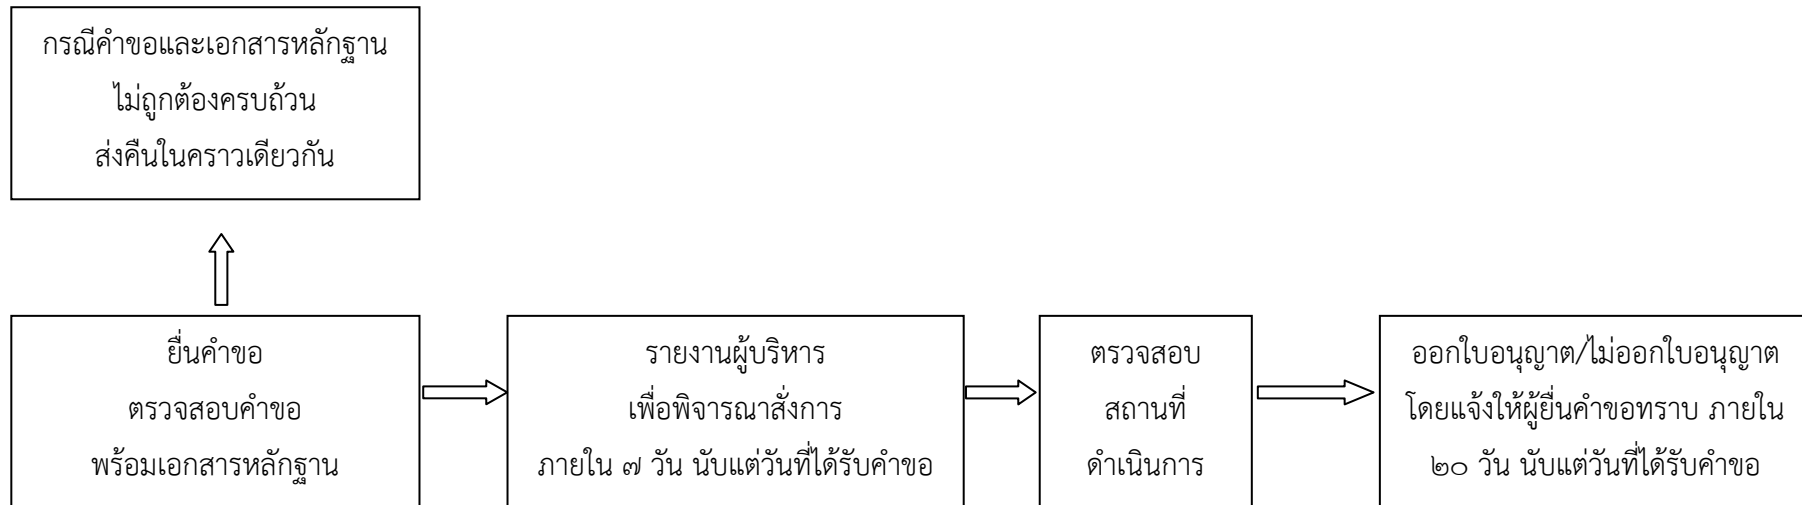 กรณีคำขอและเอกสารหลักฐาน
ไม่ถูกต้องครบถ้วน
ส่งคืนในคราวเดียวกัน
ยื่นคำขอ
ตรวจสอบคำขอ
พร้อมเอกสารหลักฐาน
รายงานผู้บริหาร
เพื่อพิจารณาสั่งการ
ภายใน ๗ วัน นับแต่วันที่ได้รับคำขอ
ตรวจสอบ
สถานที่
ดำเนินการ
ออกใบอนุญาต/ไม่ออกใบอนุญาต
โดยแจ้งให้ผู้ยื่นคำขอทราบ ภายใน
๒๐ วัน นับแต่วันที่ได้รับคำขอ